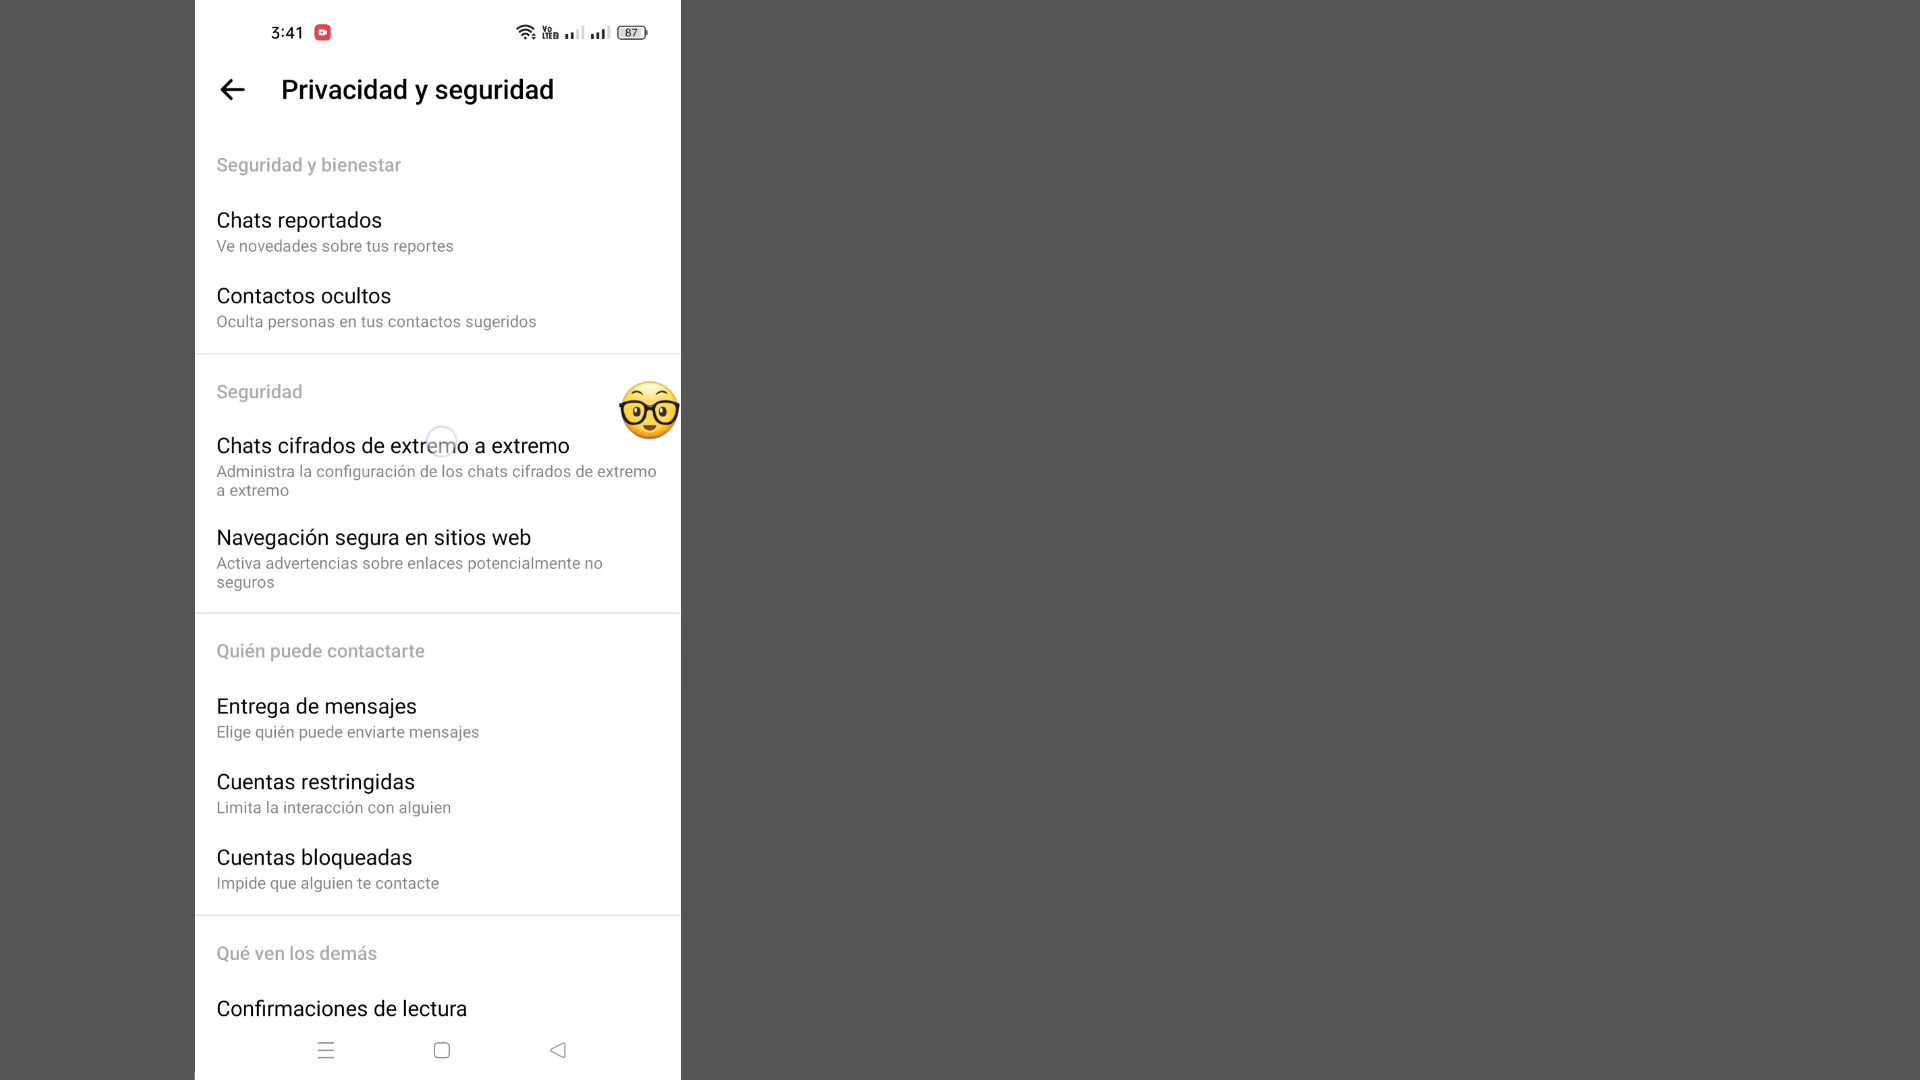 3:41
Vo LTE 87
Privacidad y seguridad
Seguridad y bienestar
Chats reportados
Ve novedades sobre tus reportes
Contactos ocultos
Oculta personas en tus contactos sugeridos
Seguridad
Chats cifrados de extremo a extremo
Administra la configuración de los chats cifrados de extremo
a extremo
Navegación segura en sitios web
Activa advertencias sobre enlaces potencialmente no
seguros
Quién puede contactarte
Entrega de mensajes
Elige quién puede enviarte mensajes
Cuentas restringidas
Limita la interacción con alguien
Cuentas bloqueadas
Impide que alguien te contacte
Qué ven los demás
Confirmaciones de lectura